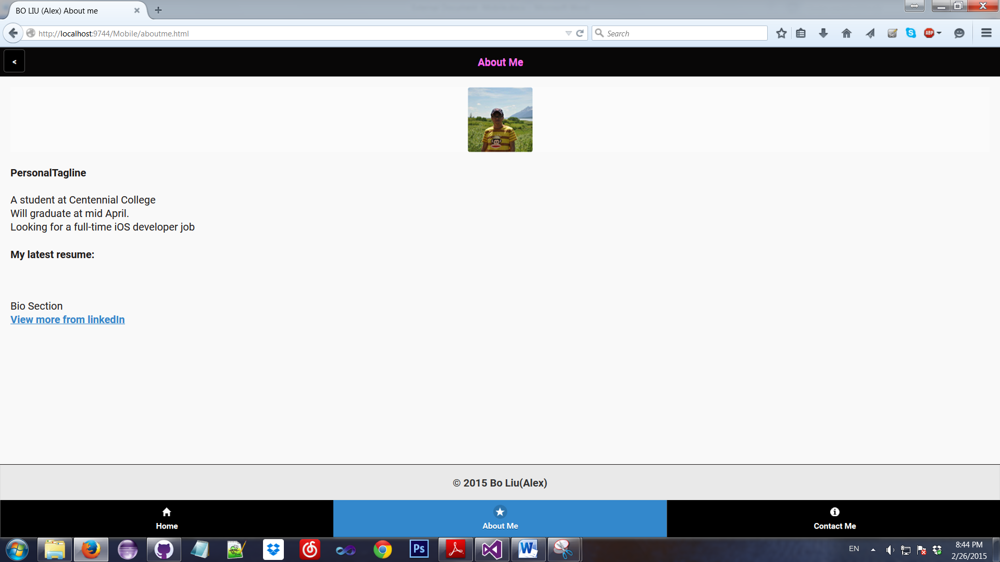 BO LIU (Alex) About me
http://localhost:9744/Mobile/aboutme.html
Search
ABP
<
About Me
PersonalTagline
A student at Centennial College
Will graduate at mid April.
Looking for a full-time iOS developer job
My latest resume:
Bio Section
View more from linkedIn
© 2015 Bo Liu(Alex)
Home
About Me
Contact Me
Ps
W
EN
8:44 PM
2/26/2015